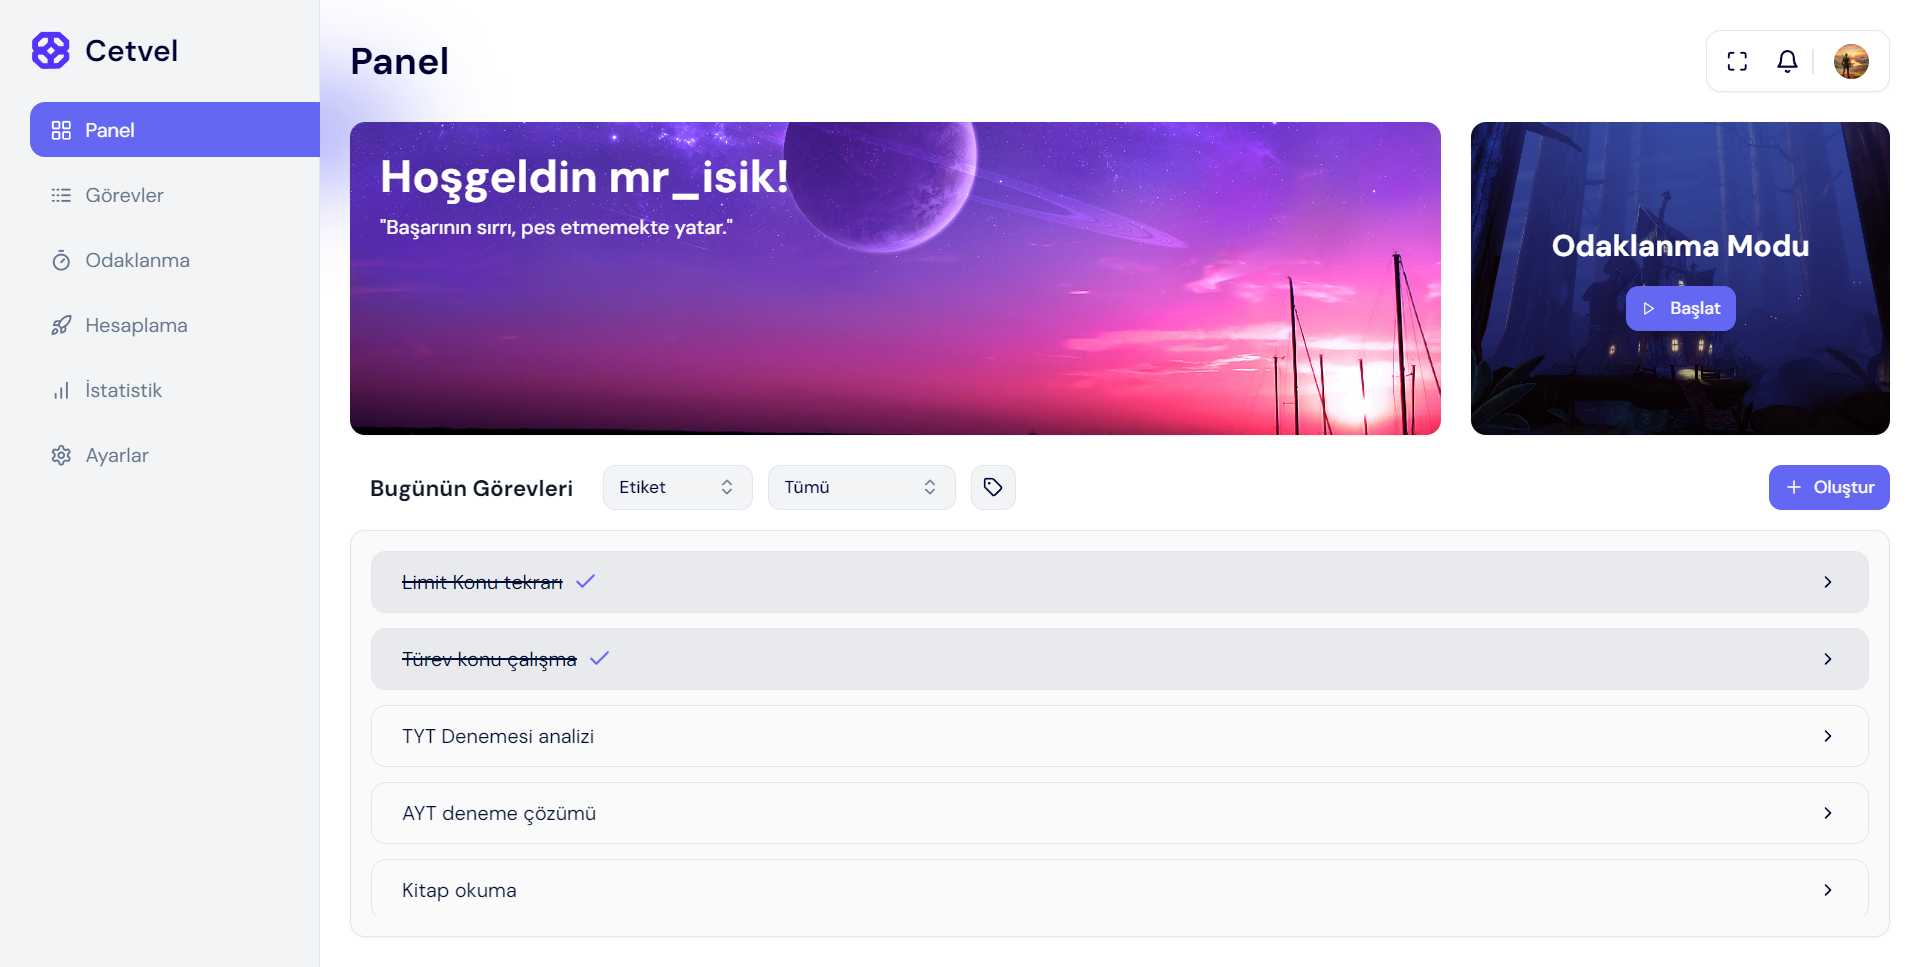 Cetvel
Panel
Görevler
Odaklanma
Hesaplama
İstatistik
Ayarlar
Panel
Hoşgeldin mr_isik!
"Başarının sırrı, pes etmemekte yatar."
Odaklanma Modu
Başlat
Bugünün Görevleri
Etiket
Tümü
Oluştur
Limit Konu tekrarı
Türev konu çalışma
TYT Denemesi analizi
AYT deneme çözümü
Kitap okuma